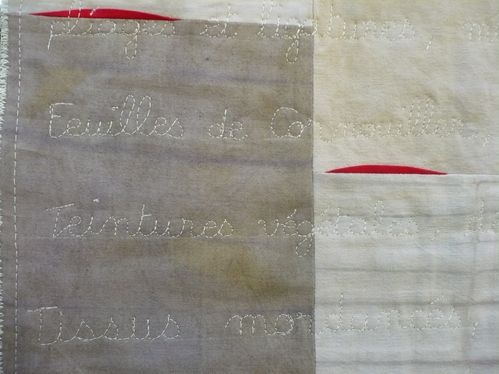 et ligatures,
Feuilles de Cornouiller,
Teintures végétales,
Tissus mordancés,